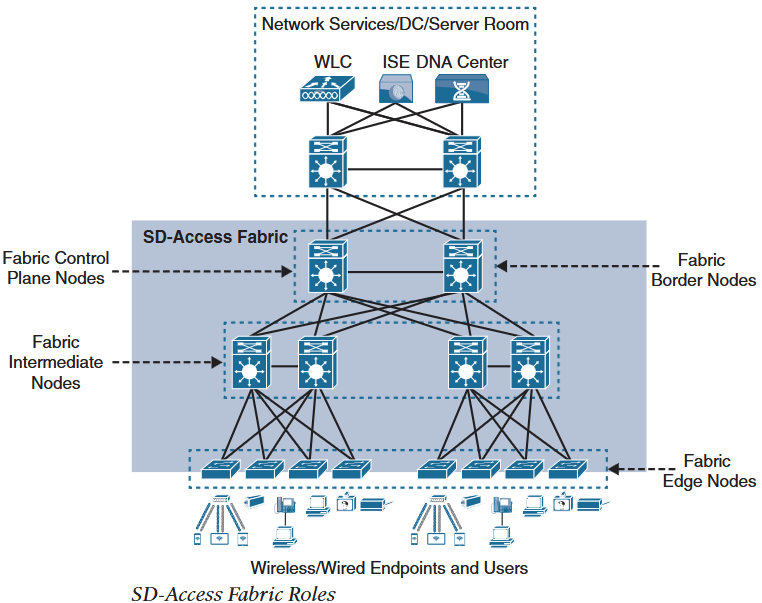 Network Services/DC/Server Room
WLC
ISE
DNA Center
SD-Access Fabric
Fabric Control
Plane Nodes
Fabric
Border Nodes
Fabric
Intermediate
Nodes
Fabric
Edge Nodes
Wireless/Wired Endpoints and Users
SD-Access Fabric Roles